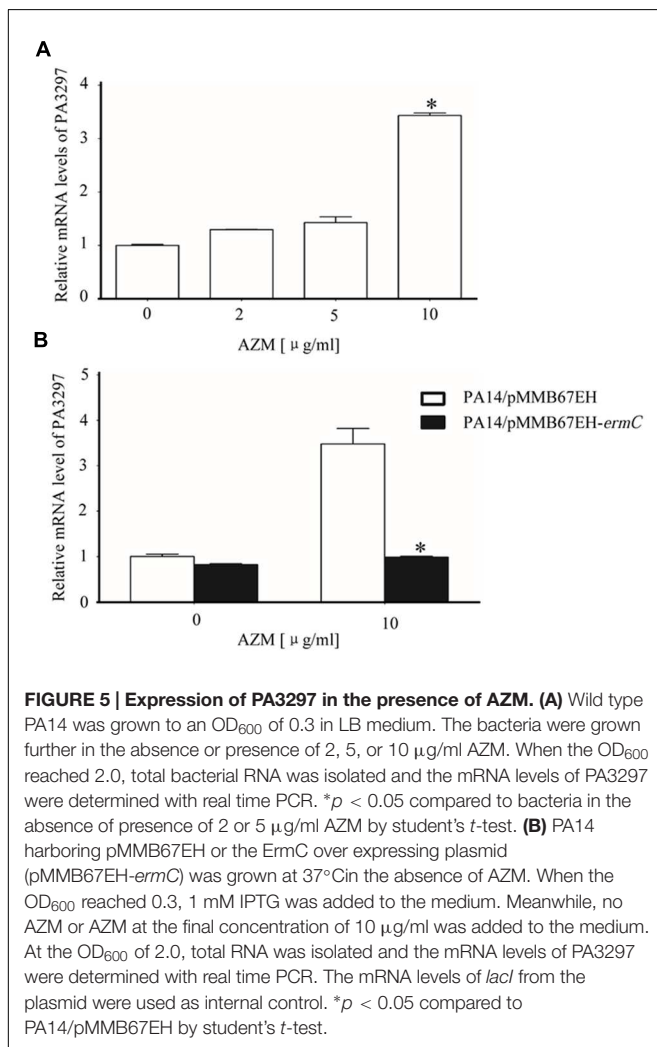 A
Relative mRNA levels of PA3297
4
3
2
1
0
*
0 2 5 10
AZM [ μg/ml]
B
Relative mRNA level of PA3297
5
4
3
2
1
0
PA14/pMMB67EH
PA14/pMMB67EH-ermC
*
0 10
AZM [ μg/ml]
FIGURE 5 | Expression of PA3297 in the presence of AZM. (A) Wild type
PA14 was grown to an OD600 of 0.3 in LB medium. The bacteria were grown
further in the absence or presence of 2, 5, or 10 μg/ml AZM. When the OD600
reached 2.0, total bacterial RNA was isolated and the mRNA levels of PA3297
were determined with real time PCR. *p < 0.05 compared to bacteria in the
absence of presence of 2 or 5 μg/ml AZM by student's t-test. (B) PA14
harboring pMMB67EH or the ErmC over expressing plasmid
(pMMB67EH-ermC) was grown at 37°Cin the absence of AZM. When the
OD600 reached 0.3, 1 mM IPTG was added to the medium. Meanwhile, no
AZM or AZM at the final concentration of 10 μg/ml was added to the medium.
At the OD600 of 2.0, total RNA was isolated and the mRNA levels of PA3297
were determined with real time PCR. The mRNA levels of lacI from the
plasmid were used as internal control. *p < 0.05 compared to
PA14/pMMB67EH by student's t-test.